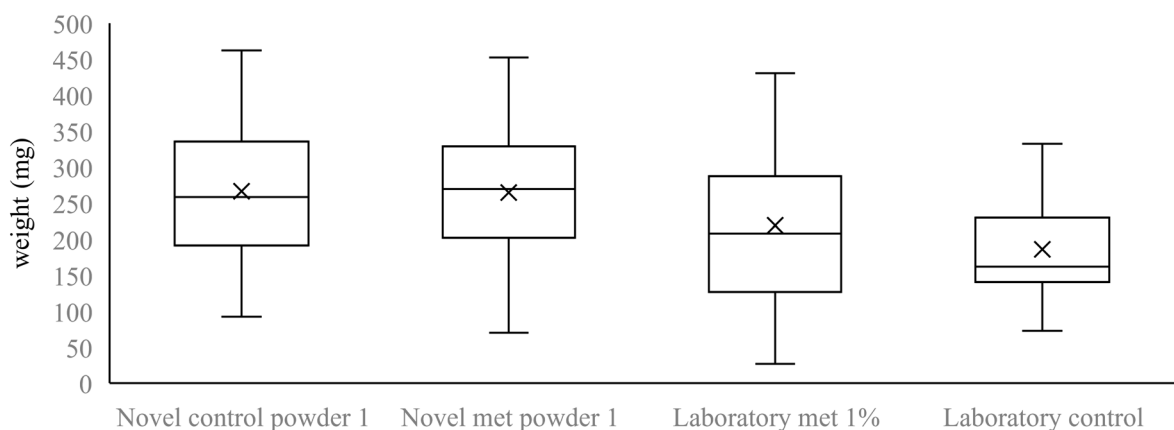 500
450
400
350
300
250
200
150
100
50
0
weight (mg)
Novel control powder 1
Novel met powder 1
Laboratory met 1%
Laboratory control